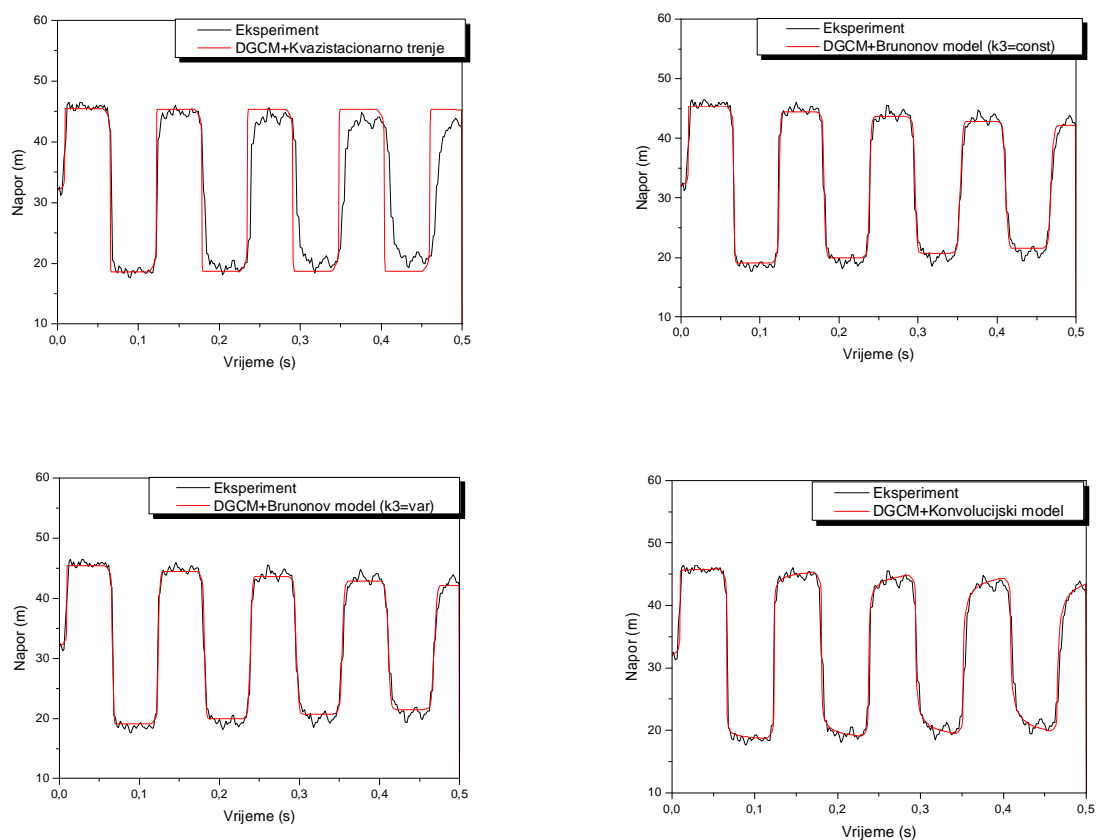 Eksperiment
DGCM+Kvazistacionarno trenje
Napor (m)
60
50
40
30
20
10
0,0 0,1 0,2 0,3 0,4 0,5
Vrijeme (s)
Eksperiment
DGCM+Brunonov model (k3=const)
Napor (m)
60
50
40
30
20
10
0,0 0,1 0,2 0,3 0,4 0,5
Vrijeme (s)
Eksperiment
DGCM+Brunonov model (k3=var)
Napor (m)
60
50
40
30
20
10
0,0 0,1 0,2 0,3 0,4 0,5
Vrijeme (s)
Eksperiment
DGCM+Konvolucijski model
Napor (m)
60
50
40
30
20
10
0,0 0,1 0,2 0,3 0,4 0,5
Vrijeme (s)